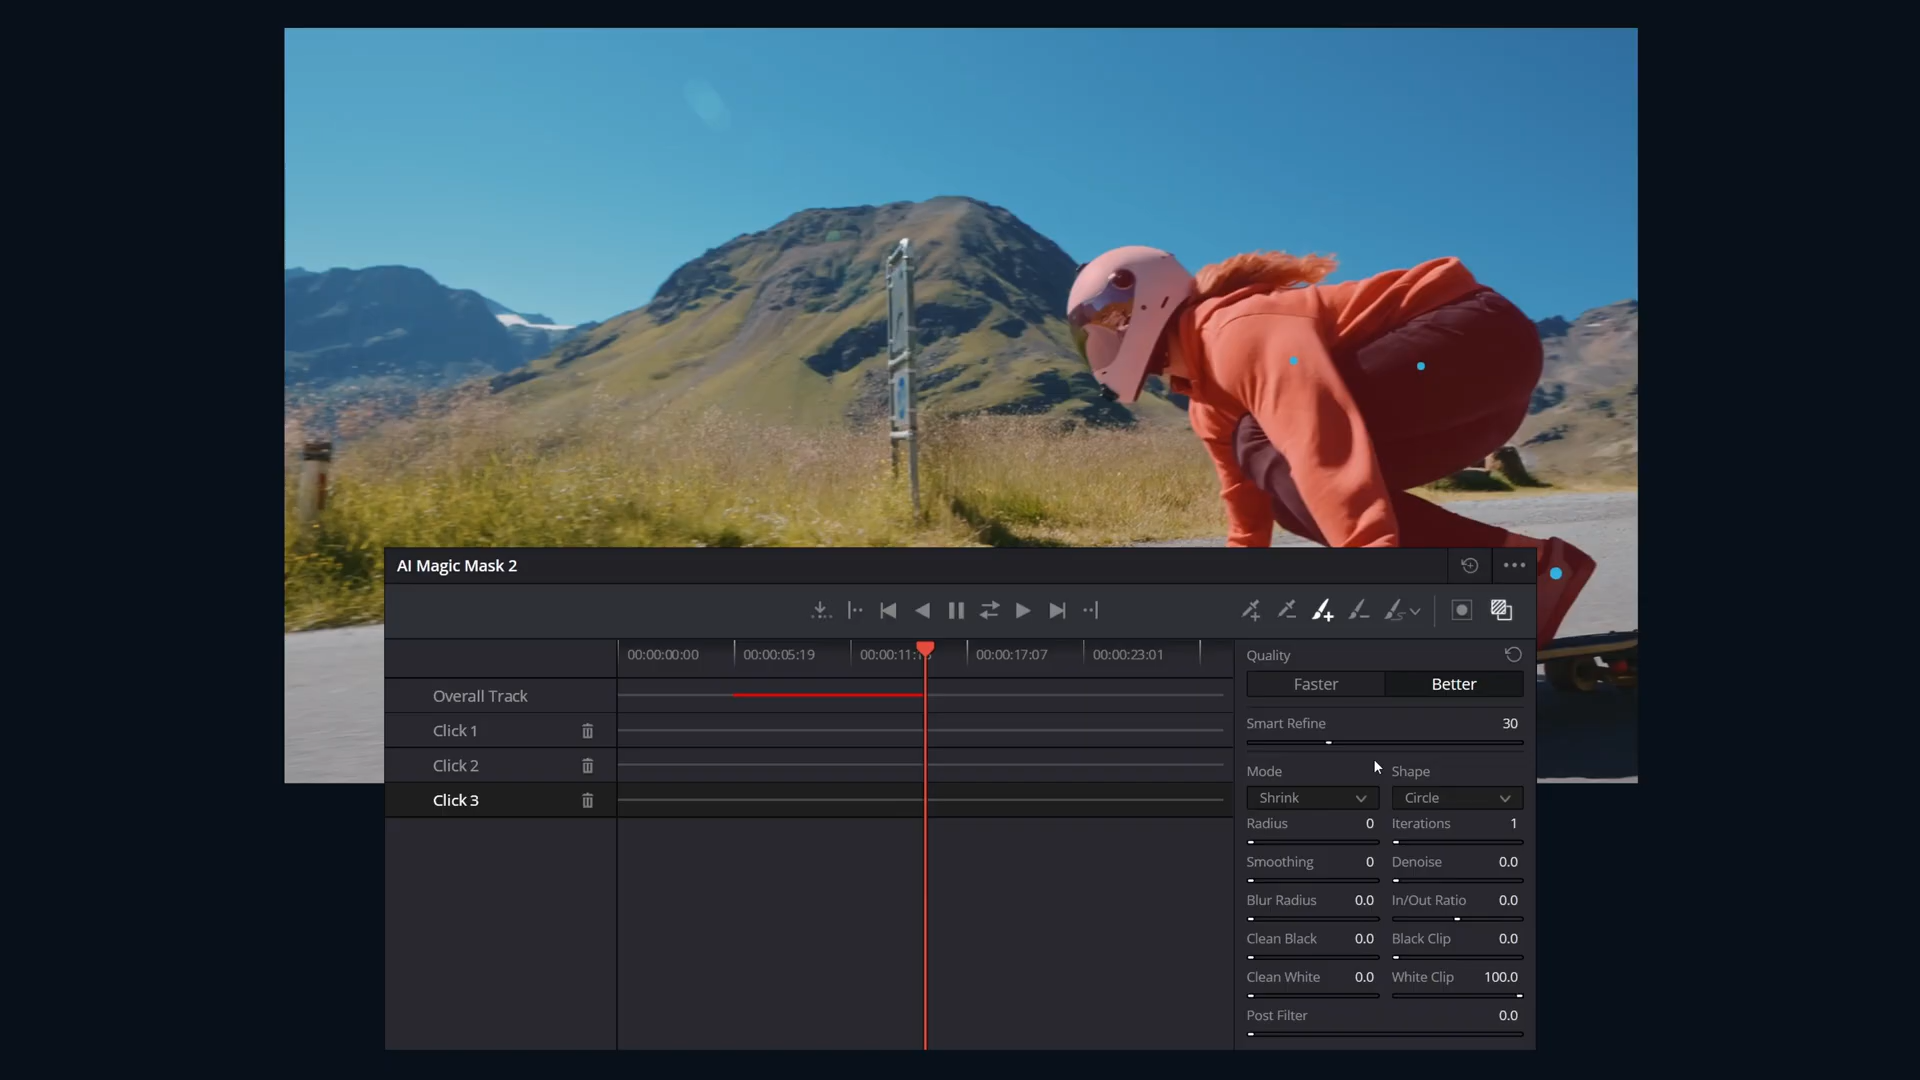 AI Magic Mask 2
00:00:00:00
00:00:05:19
00:00:11:1
00:00:17:07
00:00:23:01
Overall Track
Click 1
Click 2
Click 3
Quality
Faster
Better
Smart Refine 30
Mode
Shape
Shrink
Circle
Radius 0
Iterations 1
Smoothing 0
Denoise 0.0
Blur Radius 0.0
In/Out Ratio 0.0
Clean Black 0.0
Black Clip 0.0
Clean White 0.0
White Clip 100.0
Post Filter 0.0